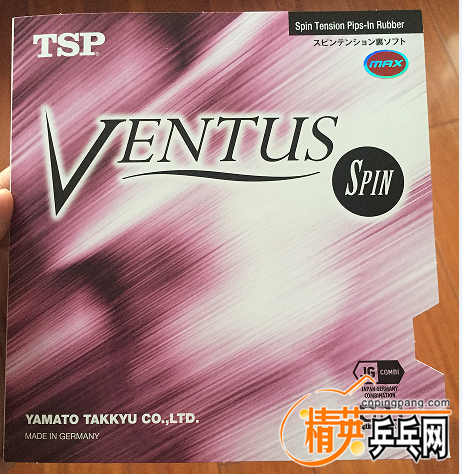 Spin Tension Pips-In Rubber
TSP
スピンテンション裏ソフト
MAX
VENTUS
SPIN
JG COMBI
JAPAN GERMANY
COMBINATION
cnpingpang.com
精英乒乓网
YAMATO TAKKYU CO.,LTD.
MADE IN GERMANY